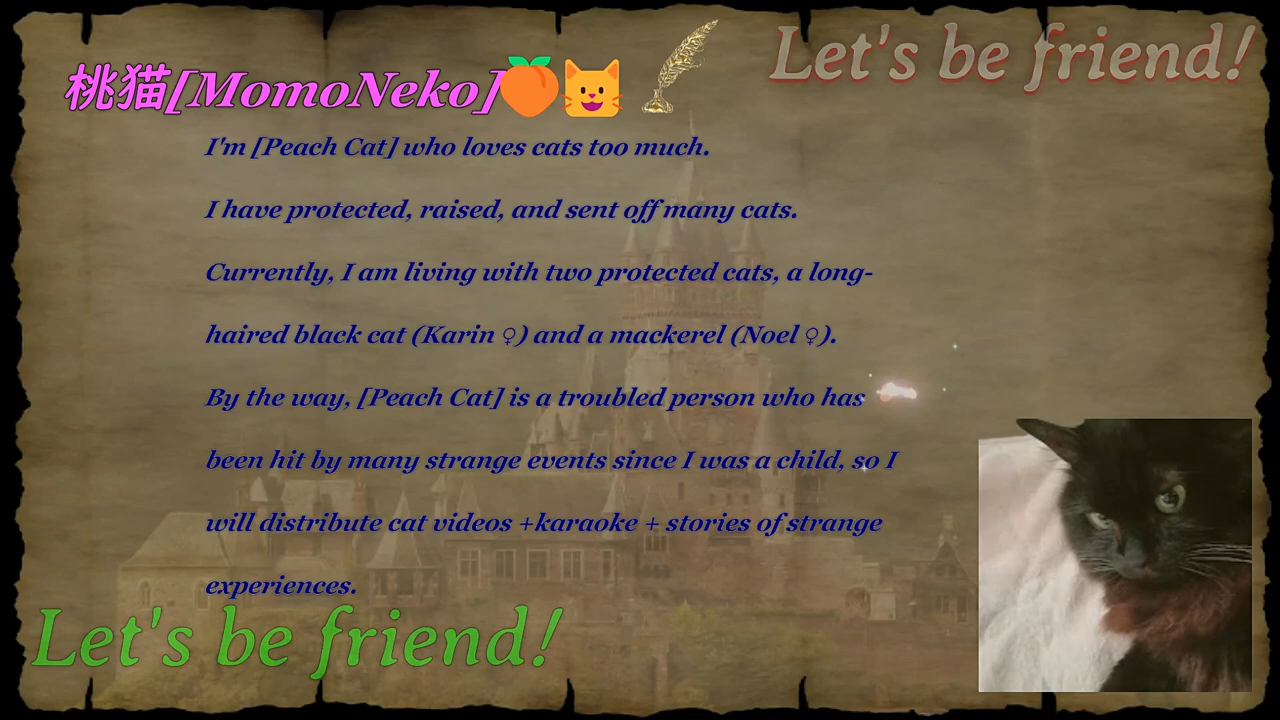 Let's be friend!
桃猫[MomoNeko]🍑😺
I'm [Peach Cat] who loves cats too much.
I have protected, raised, and sent off many cats.
Currently, I am living with two protected cats, a long-
haired black cat (Karin ♀) and a mackerel (Noel ♀).
By the way, [Peach Cat] is a troubled person who has
been hit by many strange events since I was a child, so I
will distribute cat videos +karaoke + stories of strange
experiences.
Let's be friend!